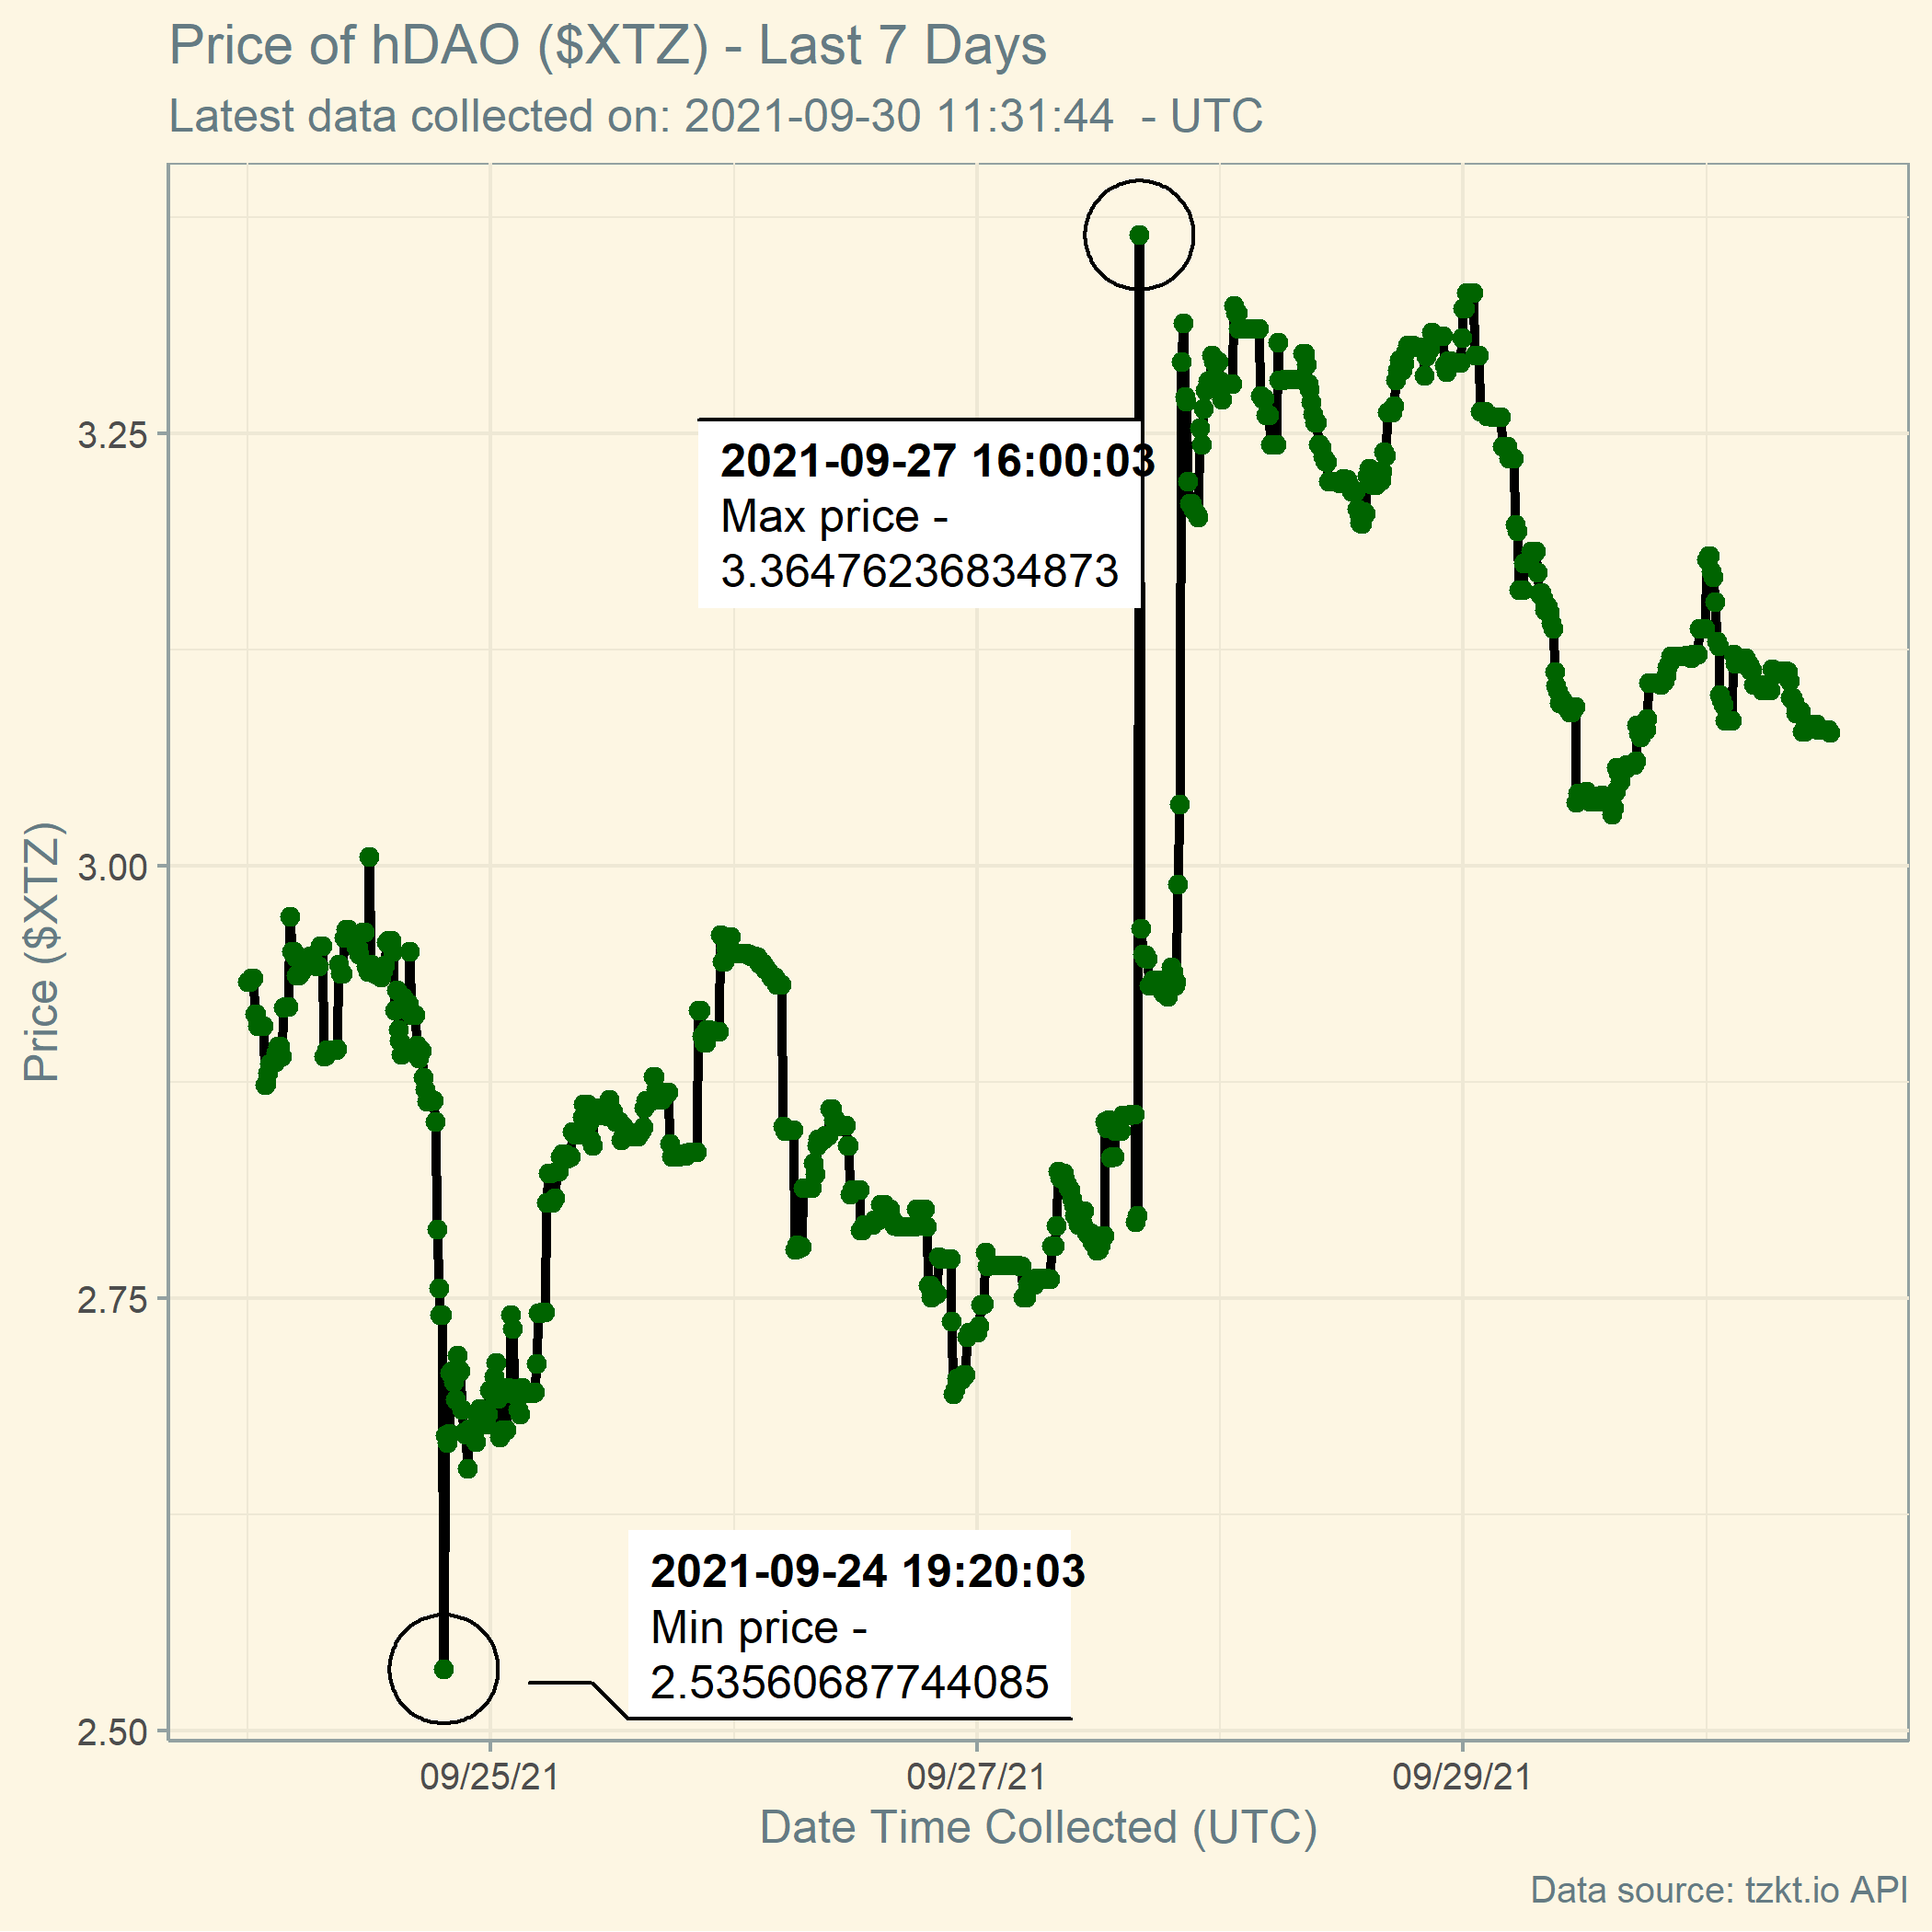 Price of hDAO ($XTZ) - Last 7 Days
Latest data collected on: 2021-09-30 11:31:44  - UTC
Price ($XTZ)
3.25
3.00
2.75
2.50
2021-09-27 16:00:03
Max price -
3.36476236834873
2021-09-24 19:20:03
Min price -
2.53560687744085
09/25/21
09/27/21
09/29/21
Date Time Collected (UTC)
Data source: tzkt.io API